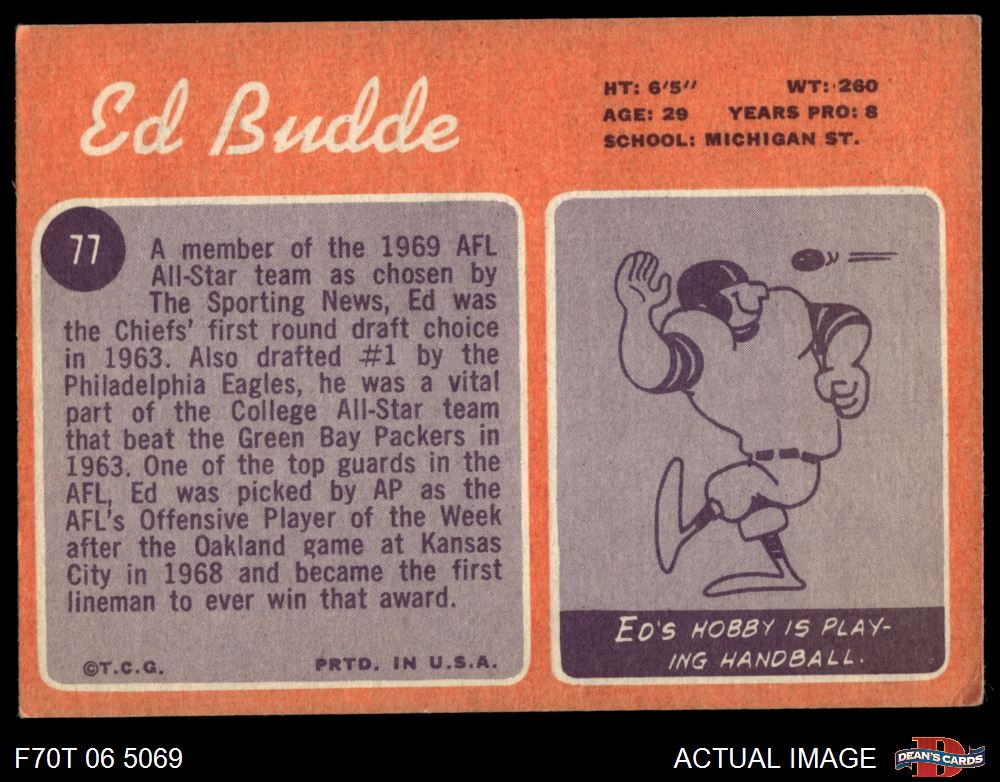 Ed Budde
HT: 6'5" WT: 260
AGE: 29 YEARS PRO: 8
SCHOOL: MICHIGAN ST.
77
A member of the 1969 AFL
All-Star team as chosen by
The Sporting News, Ed was
the Chiefs' first round draft choice
in 1963. Also drafted #1 by the
Philadelphia Eagles, he was a vital
part of the College All-Star team
that beat the Green Bay Packers in
1963. One of the top guards in the
AFL, Ed was picked by AP as the
AFL's Offensive Player of the Week
after the Oakland game at Kansas
City in 1968 and became the first
lineman to ever win that award.
©T.C.G. PRTD. IN U.S.A.
ED'S HOBBY IS PLAY-
ING HANDBALL.
F70T 06 5069
ACTUAL IMAGE
D
DEAN'S CARDS